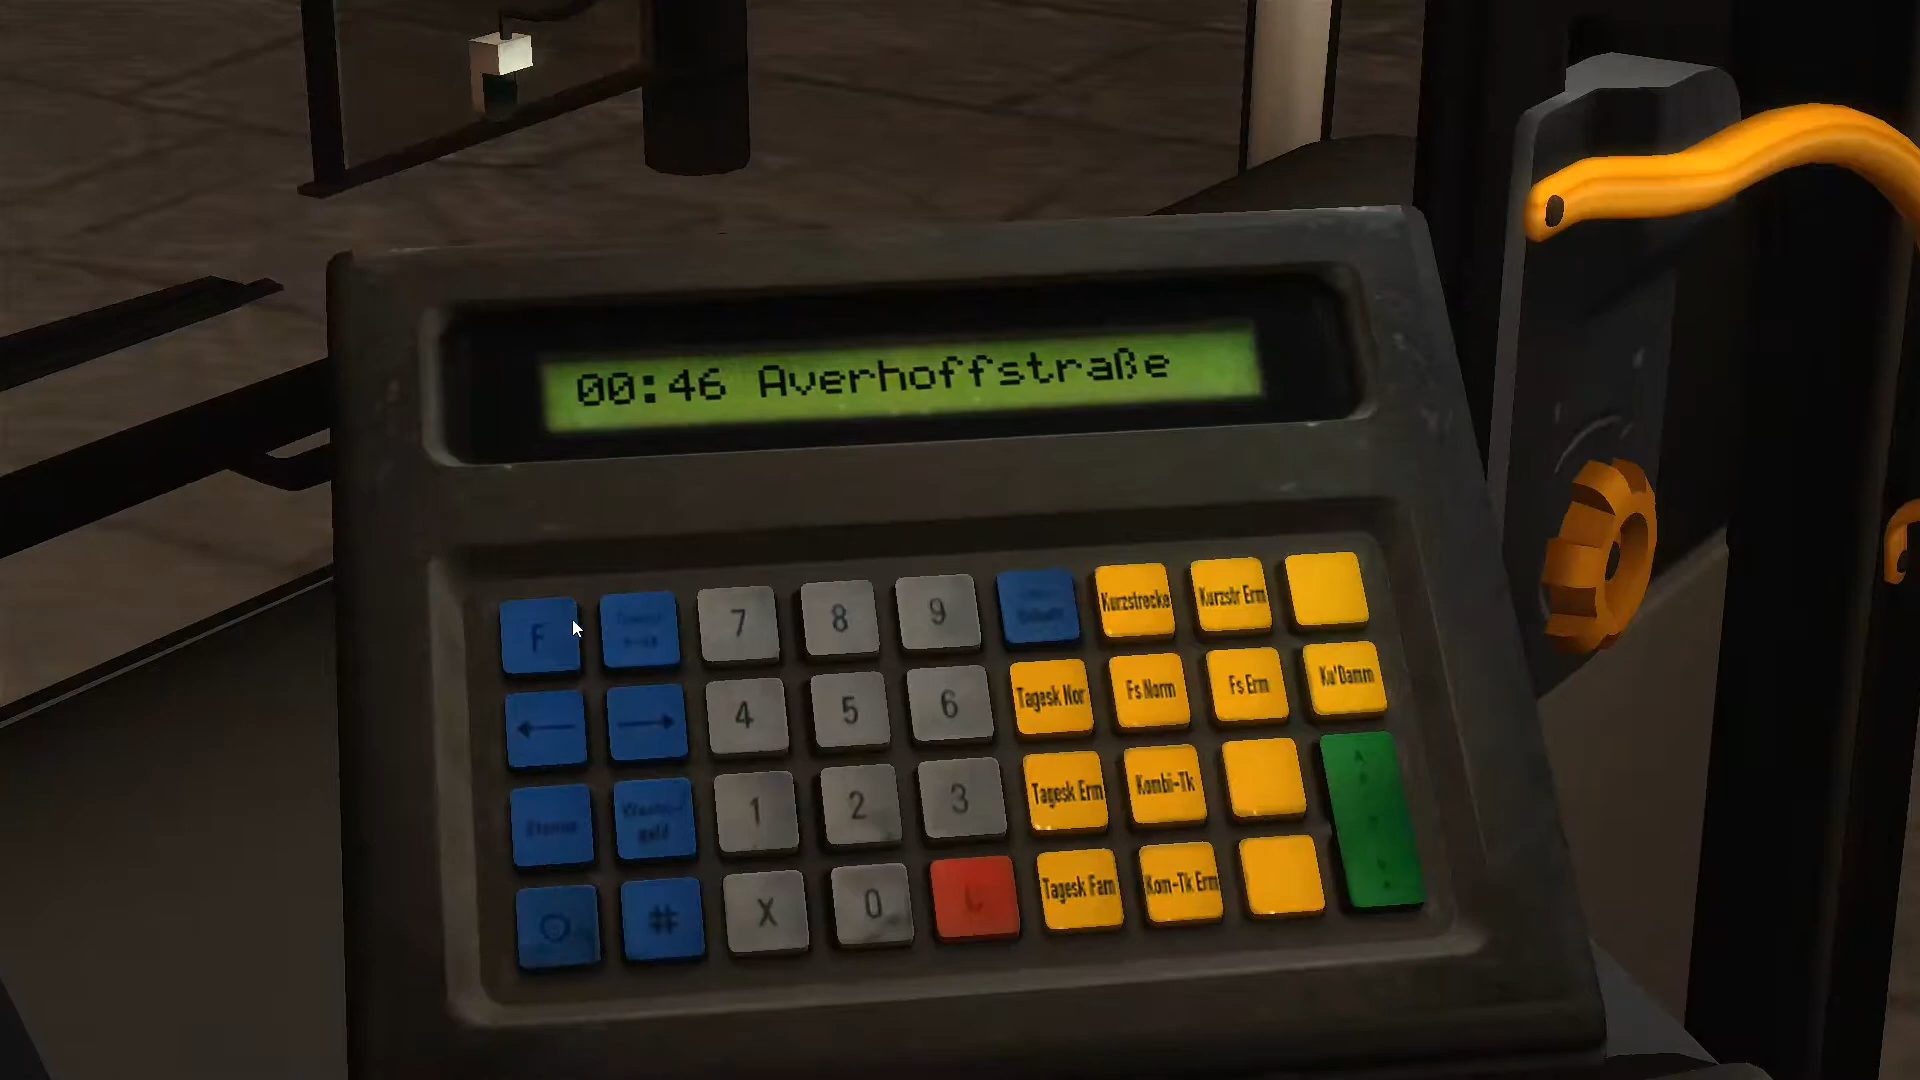 00:46 Averhoffstraße
F 7 8 9 Kurzstrecke Kurzstr Erm
← → 4 5 6 Tagesk Nor Fs Norm Fs Erm Ku'Damm
1 2 3 Tagesk Erm Kombi-Tk
# X 0 Tagesk Fam Kom-Tk Erm